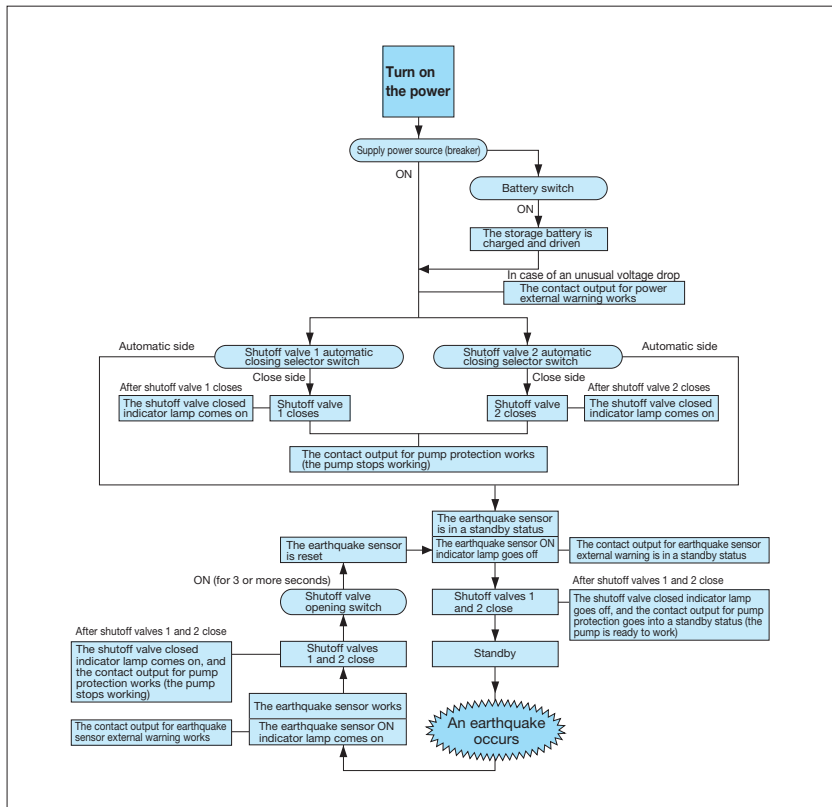 Turn on
the power
Supply power source (breaker)
ON
Battery switch
ON
The storage battery is
charged and driven
In case of an unusual voltage drop
The contact output for power
external warning works
Automatic side
Shutoff valve 1 automatic
closing selector switch
Shutoff valve 2 automatic
closing selector switch
Automatic side
Close side
Close side
After shutoff valve 1 closes
The shutoff valve closed
indicator lamp comes on
Shutoff valve
1 closes
Shutoff valve
2 closes
After shutoff valve 2 closes
The shutoff valve closed
indicator lamp comes on
The contact output for pump protection works
(the pump stops working)
The earthquake sensor
is in a standby status
The earthquake sensor ON
indicator lamp goes off
The contact output for earthquake sensor
external warning is in a standby status
The earthquake sensor
is reset
ON (for 3 or more seconds)
Shutoff valve
opening switch
Shutoff valves 1
and 2 close
After shutoff valves 1 and 2 close
The shutoff valve closed indicator lamp
goes off, and the contact output for pump
protection goes into a standby status (the
pump is ready to work)
After shutoff valves 1 and 2 close
The shutoff valve closed
indicator lamp comes on, and
the contact output for pump
protection works (the pump
stops working)
Shutoff valves
1 and 2 close
Standby
The earthquake sensor works
The earthquake sensor ON
indicator lamp comes on
The contact output for earthquake
sensor external warning works
An earthquake
occurs